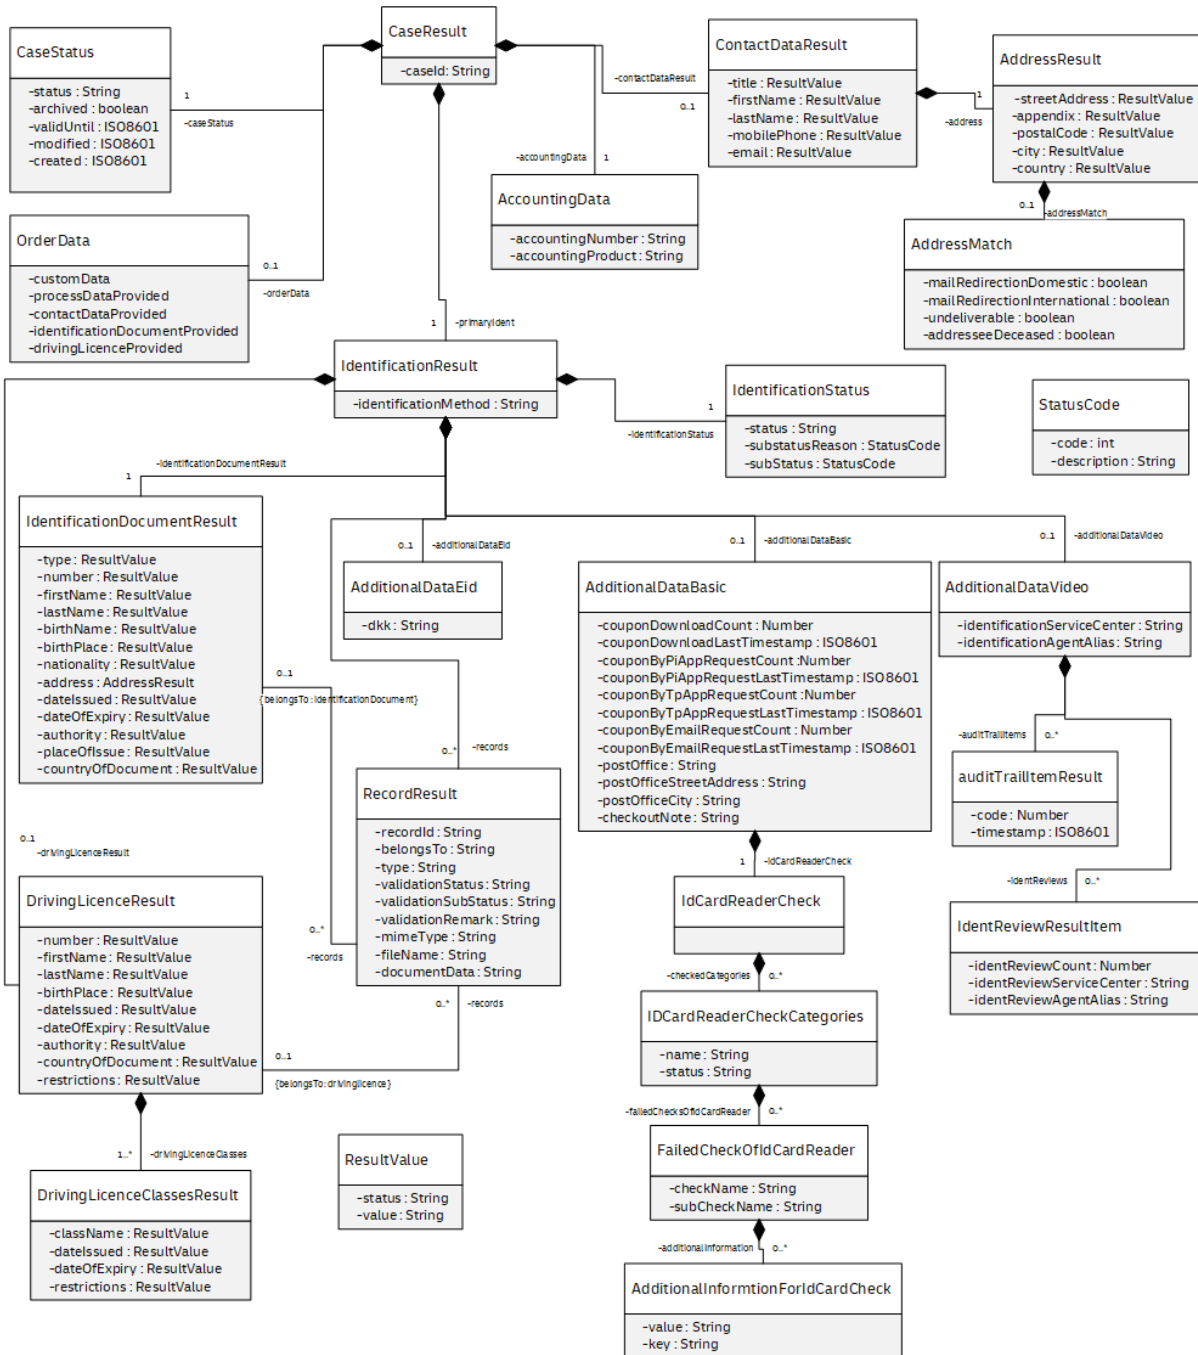 CaseStatus
-status : String
-archived : boolean
-validUntil : ISO8601
-modified : ISO8601
-created : ISO8601
1
-caseStatus
CaseResult
-caseId: String
-contactDataResult
0..1
ContactDataResult
-title : ResultValue
-firstName : ResultValue
-lastName : ResultValue
-mobilePhone : ResultValue
-email : ResultValue
1
-address
AddressResult
-streetAddress : ResultValue
-appendix : ResultValue
-postalCode : ResultValue
-city : ResultValue
-country : ResultValue
-accountingData
1
AccountingData
-accountingNumber : String
-accountingProduct : String
0..1
-addressMatch
AddressMatch
-mailRedirectionDomestic : boolean
-mailRedirectionInternational : boolean
-undeliverable : boolean
-addresseeDeceased : boolean
OrderData
-customData
-processDataProvided
-contactDataProvided
-identificationDocumentProvided
-drivingLicenceProvided
0..1
-orderData
1
-primaryIdent
IdentificationResult
-identificationMethod : String
1
-identificationStatus
IdentificationStatus
-status : String
-substatusReason : StatusCode
-subStatus : StatusCode
StatusCode
-code : int
-description : String
-identificationDocumentResult
1
IdentificationDocumentResult
-type : ResultValue
-number : ResultValue
-firstName : ResultValue
-lastName : ResultValue
-birthName : ResultValue
-birthPlace : ResultValue
-nationality : ResultValue
-address : AddressResult
-dateIssued : ResultValue
-dateOfExpiry : ResultValue
-authority : ResultValue
-placeOfIssue : ResultValue
-countryOfDocument : ResultValue
0..1
-additionalDataEid
AdditionalDataEid
-dkk : String
0..1
-additionalDataBasic
AdditionalDataBasic
-couponDownloadCount : Number
-couponDownloadLastTimestamp : ISO8601
-couponByPiAppRequestCount :Number
-couponByPiAppRequestLastTimestamp : ISO8601
-couponByTpAppRequestCount : Number
-couponByTpAppRequestLastTimestamp : ISO8601
-couponByEmailRequestCount : Number
-couponByEmailRequestLastTimestamp : ISO8601
-postOffice : String
-postOfficeStreetAddress : String
-postOfficeCity : String
-checkoutNote : String
0..1
-additionalDataVideo
AdditionalDataVideo
-identificationServiceCenter : String
-identificationAgentAlias : String
0..1
{belongsTo : IdentificationDocument}
0..*
-records
-auditTrailItems
0..*
auditTrailItemResult
-code : Number
-timestamp : ISO8601
RecordResult
-recordId : String
-belongsTo : String
-type : String
-validationStatus : String
-validationSubStatus : String
-validationRemark : String
-mimeType : String
-fileName : String
-documentData : String
0..1
-drivingLicenceResult
DrivingLicenceResult
-number : ResultValue
-firstName : ResultValue
-lastName : ResultValue
-birthPlace : ResultValue
-dateIssued : ResultValue
-dateOfExpiry : ResultValue
-authority : ResultValue
-countryOfDocument : ResultValue
-restrictions : ResultValue
0..*
-records
0..*
-records
0..1
{belongsTo : drivinglicence}
1
-idCardReaderCheck
IdCardReaderCheck
-identReviews
0..*
IdentReviewResultItem
-identReviewCount : Number
-identReviewServiceCenter : String
-identReviewAgentAlias : String
-checkedCategories
0..*
IDCardReaderCheckCategories
-name : String
-status : String
-failedChecksOfIdCardReader
0..*
FailedCheckOfIdCardReader
-checkName : String
-subCheckName : String
1..*
-drivingLicenceClasses
DrivingLicenceClassesResult
-className : ResultValue
-dateIssued : ResultValue
-dateOfExpiry : ResultValue
-restrictions : ResultValue
ResultValue
-status : String
-value : String
-additionalInformation
0..*
AdditionalInformtionForIdCardCheck
-value : String
-key : String